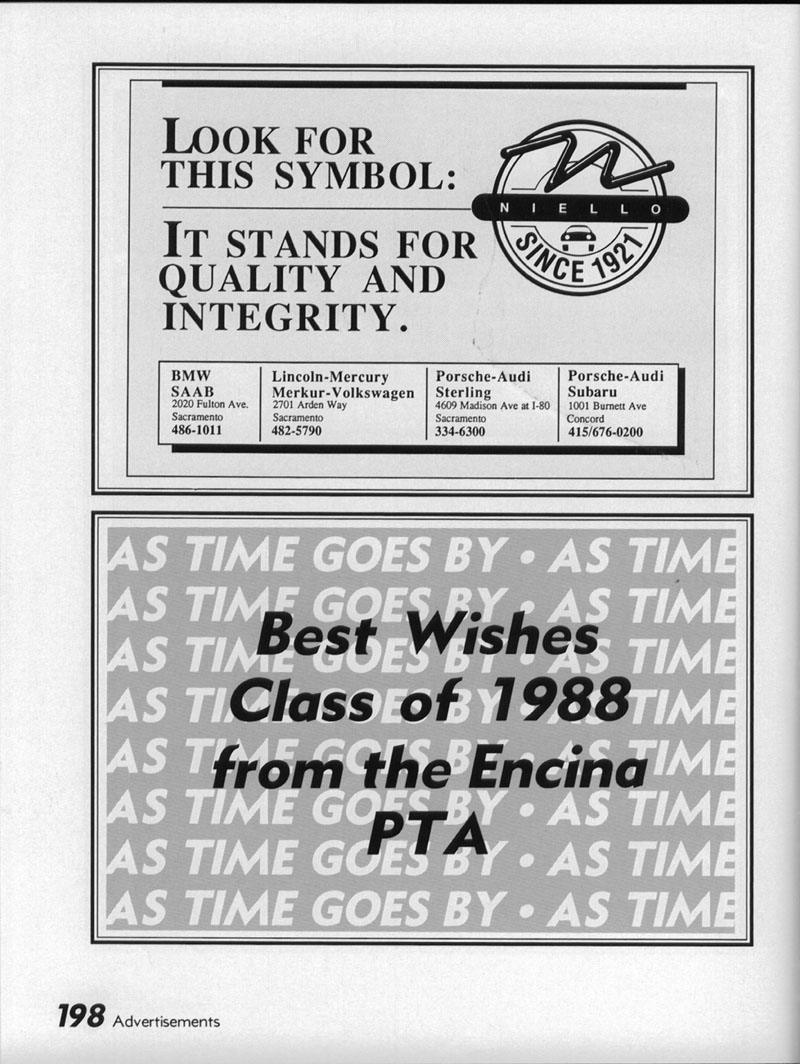 LOOK FOR
THIS SYMBOL:
IT STANDS FOR
QUALITY AND
INTEGRITY.
NIELLO
SINCE 1921
BMW
SAAB
2020 Fulton Ave.
Sacramento
486-1011
Lincoln-Mercury
Merkur-Volkswagen
2701 Arden Way
Sacramento
482-5790
Porsche-Audi
Sterling
4609 Madison Ave at I-80
Sacramento
334-6300
Porsche-Audi
Subaru
1001 Burnett Ave
Concord
415/676-0200
AS TIME GOES BY • AS TIME
AS TIME GOES BY • AS TIME
Best Wishes
AS TIME GOES BY • AS TIME
Class of 1988
AS TIME GOES BY • AS TIME
from the Encina
AS TIME GOES BY • AS TIME
AS TIME GOES BY • AS TIME
PTA
AS TIME GOES BY • AS TIME
AS TIME GOES BY • AS TIME
198 Advertisements